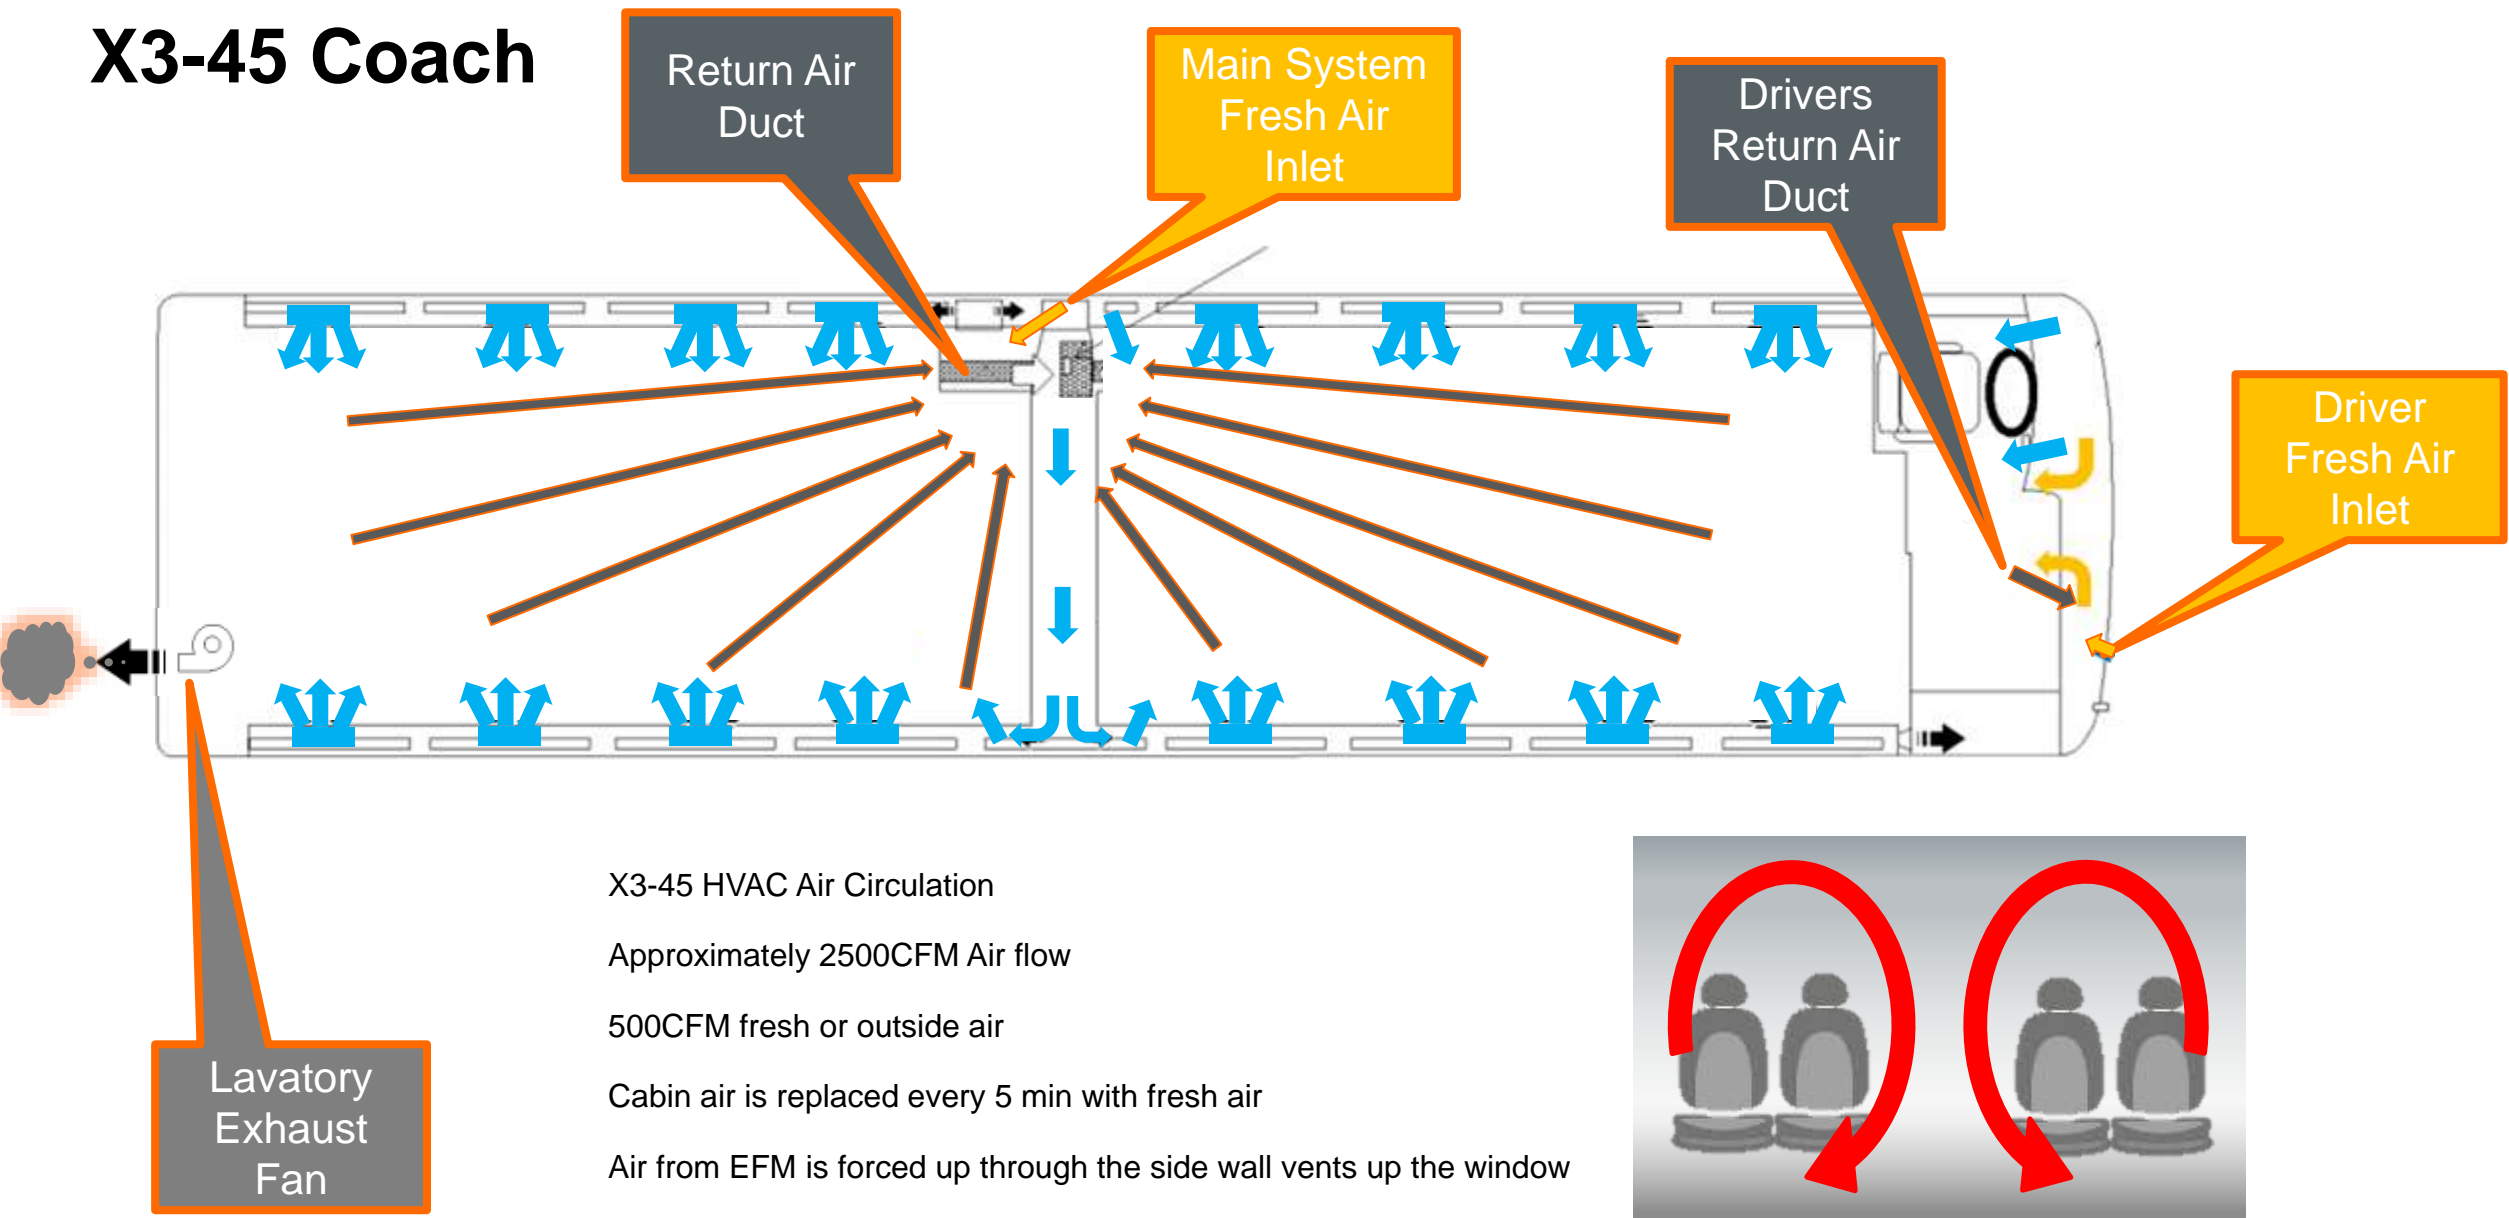 X3-45 Coach
Return Air
Duct
Main System
Fresh Air
Inlet
Drivers
Return Air
Duct
Driver
Fresh Air
Inlet
Lavatory
Exhaust
Fan
X3-45 HVAC Air Circulation
Approximately 2500CFM Air flow
500CFM fresh or outside air
Cabin air is replaced every 5 min with fresh air
Air from EFM is forced up through the side wall vents up the window